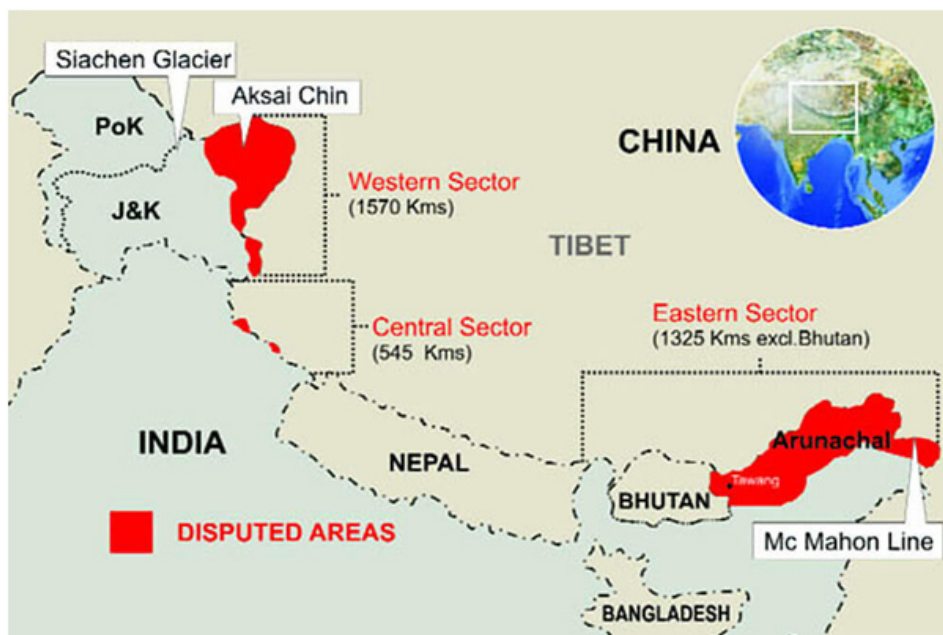 Siachen Glacier
Aksai Chin
PoK
CHINA
Western Sector
(1570 Kms)
J&K
TIBET
Eastern Sector
(1325 Kms excl.Bhutan)
Central Sector
(545 Kms)
INDIA
NEPAL
Arunachal
Tawang
BHUTAN
DISPUTED AREAS
Mc Mahon Line
BANGLADESH